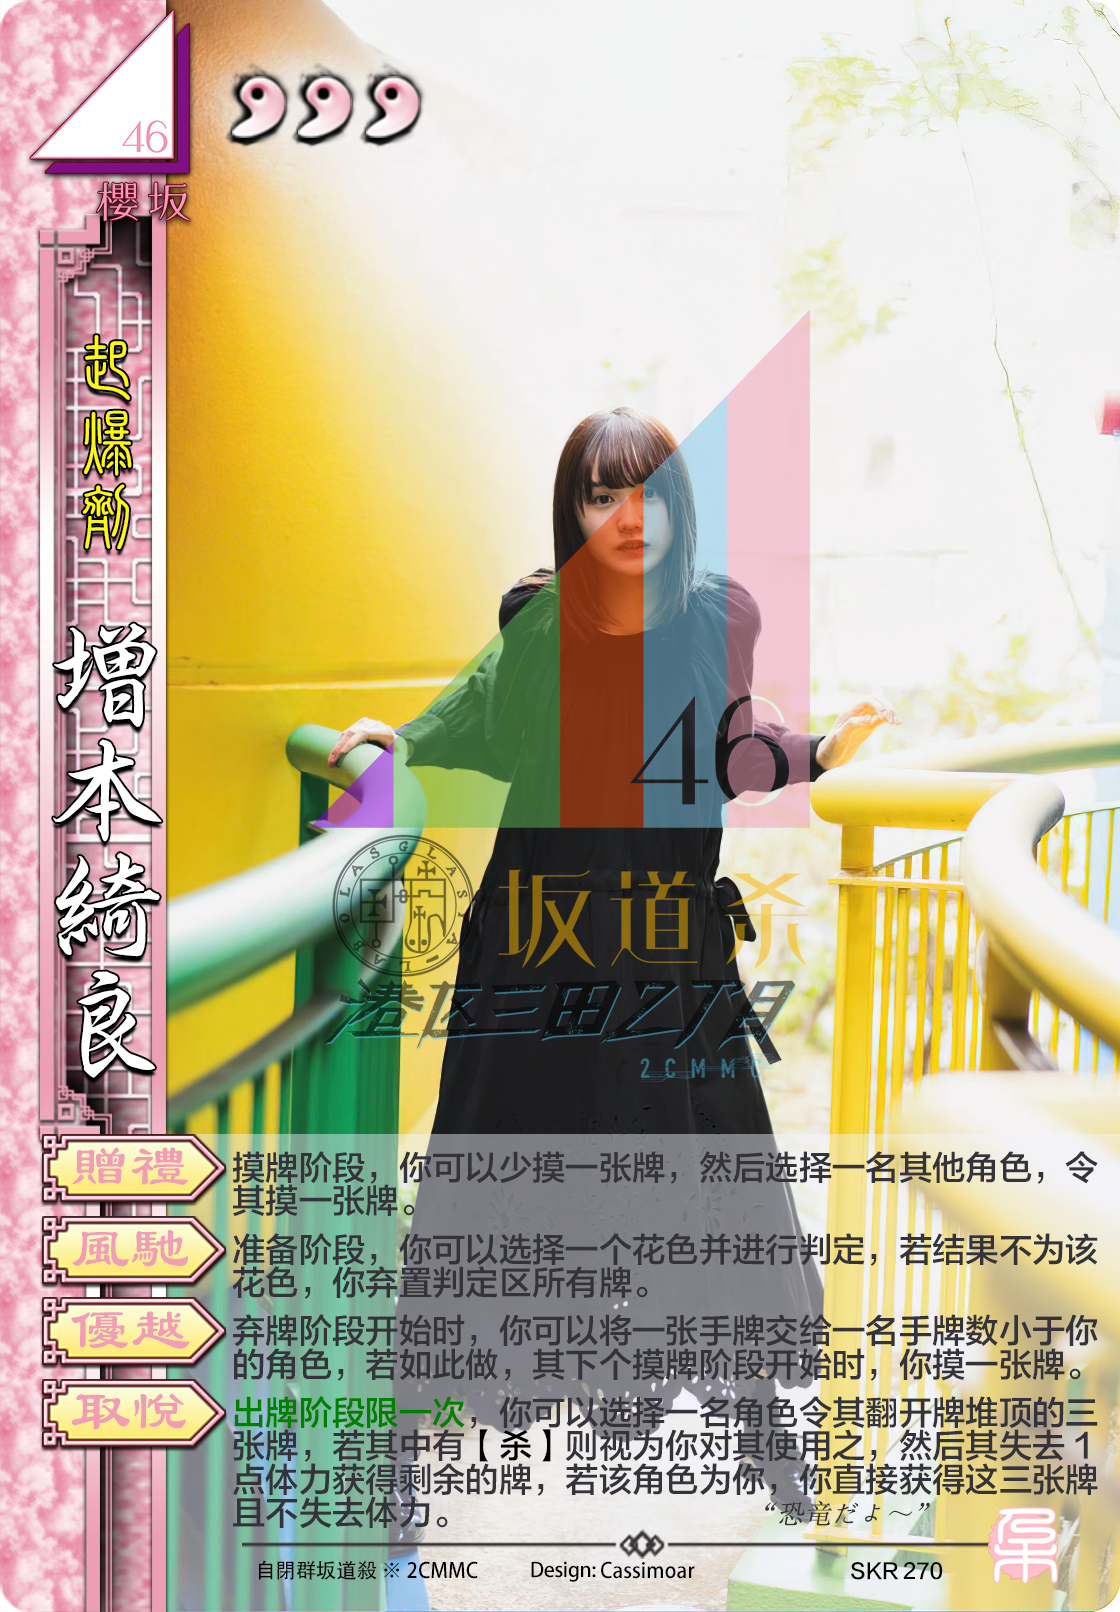 46
櫻坂
起爆劑
增本綺良
46
坂道杀
港区三田2丁目
2CMMC
贈禮
摸牌阶段，你可以少摸一张牌，然后选择一名其他角色，令
其摸一张牌。
風馳
准备阶段，你可以选择一个花色并进行判定，若结果不为该
花色，你弃置判定区所有牌。
優越
弃牌阶段开始时，你可以将一张手牌交给一名手牌数小于你
的角色，若如此做，其下个摸牌阶段开始时，你摸一张牌。
取悅
出牌阶段限一次，你可以选择一名角色令其翻开牌堆顶的三
张牌，若其中有【杀】则视为你对其使用之，然后其失去1
点体力获得剩余的牌，若该角色为你，你直接获得这三张牌
且不失去体力。
“恐竜だよ～”
自閉群坂道殺 ※ 2CMMC
Design: Cassimoar
SKR 270